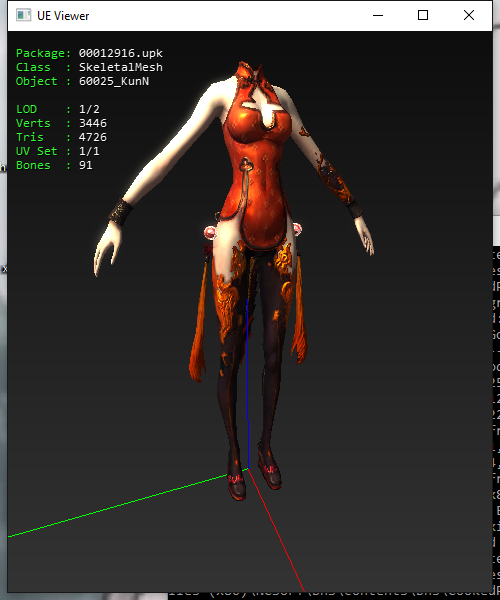 UE Viewer
Package: 00012916.upk
Class : SkeletalMesh
Object : 60025_KunN
LOD : 1/2
Verts : 3446
Tris : 4726
UV Set : 1/1
Bones : 91